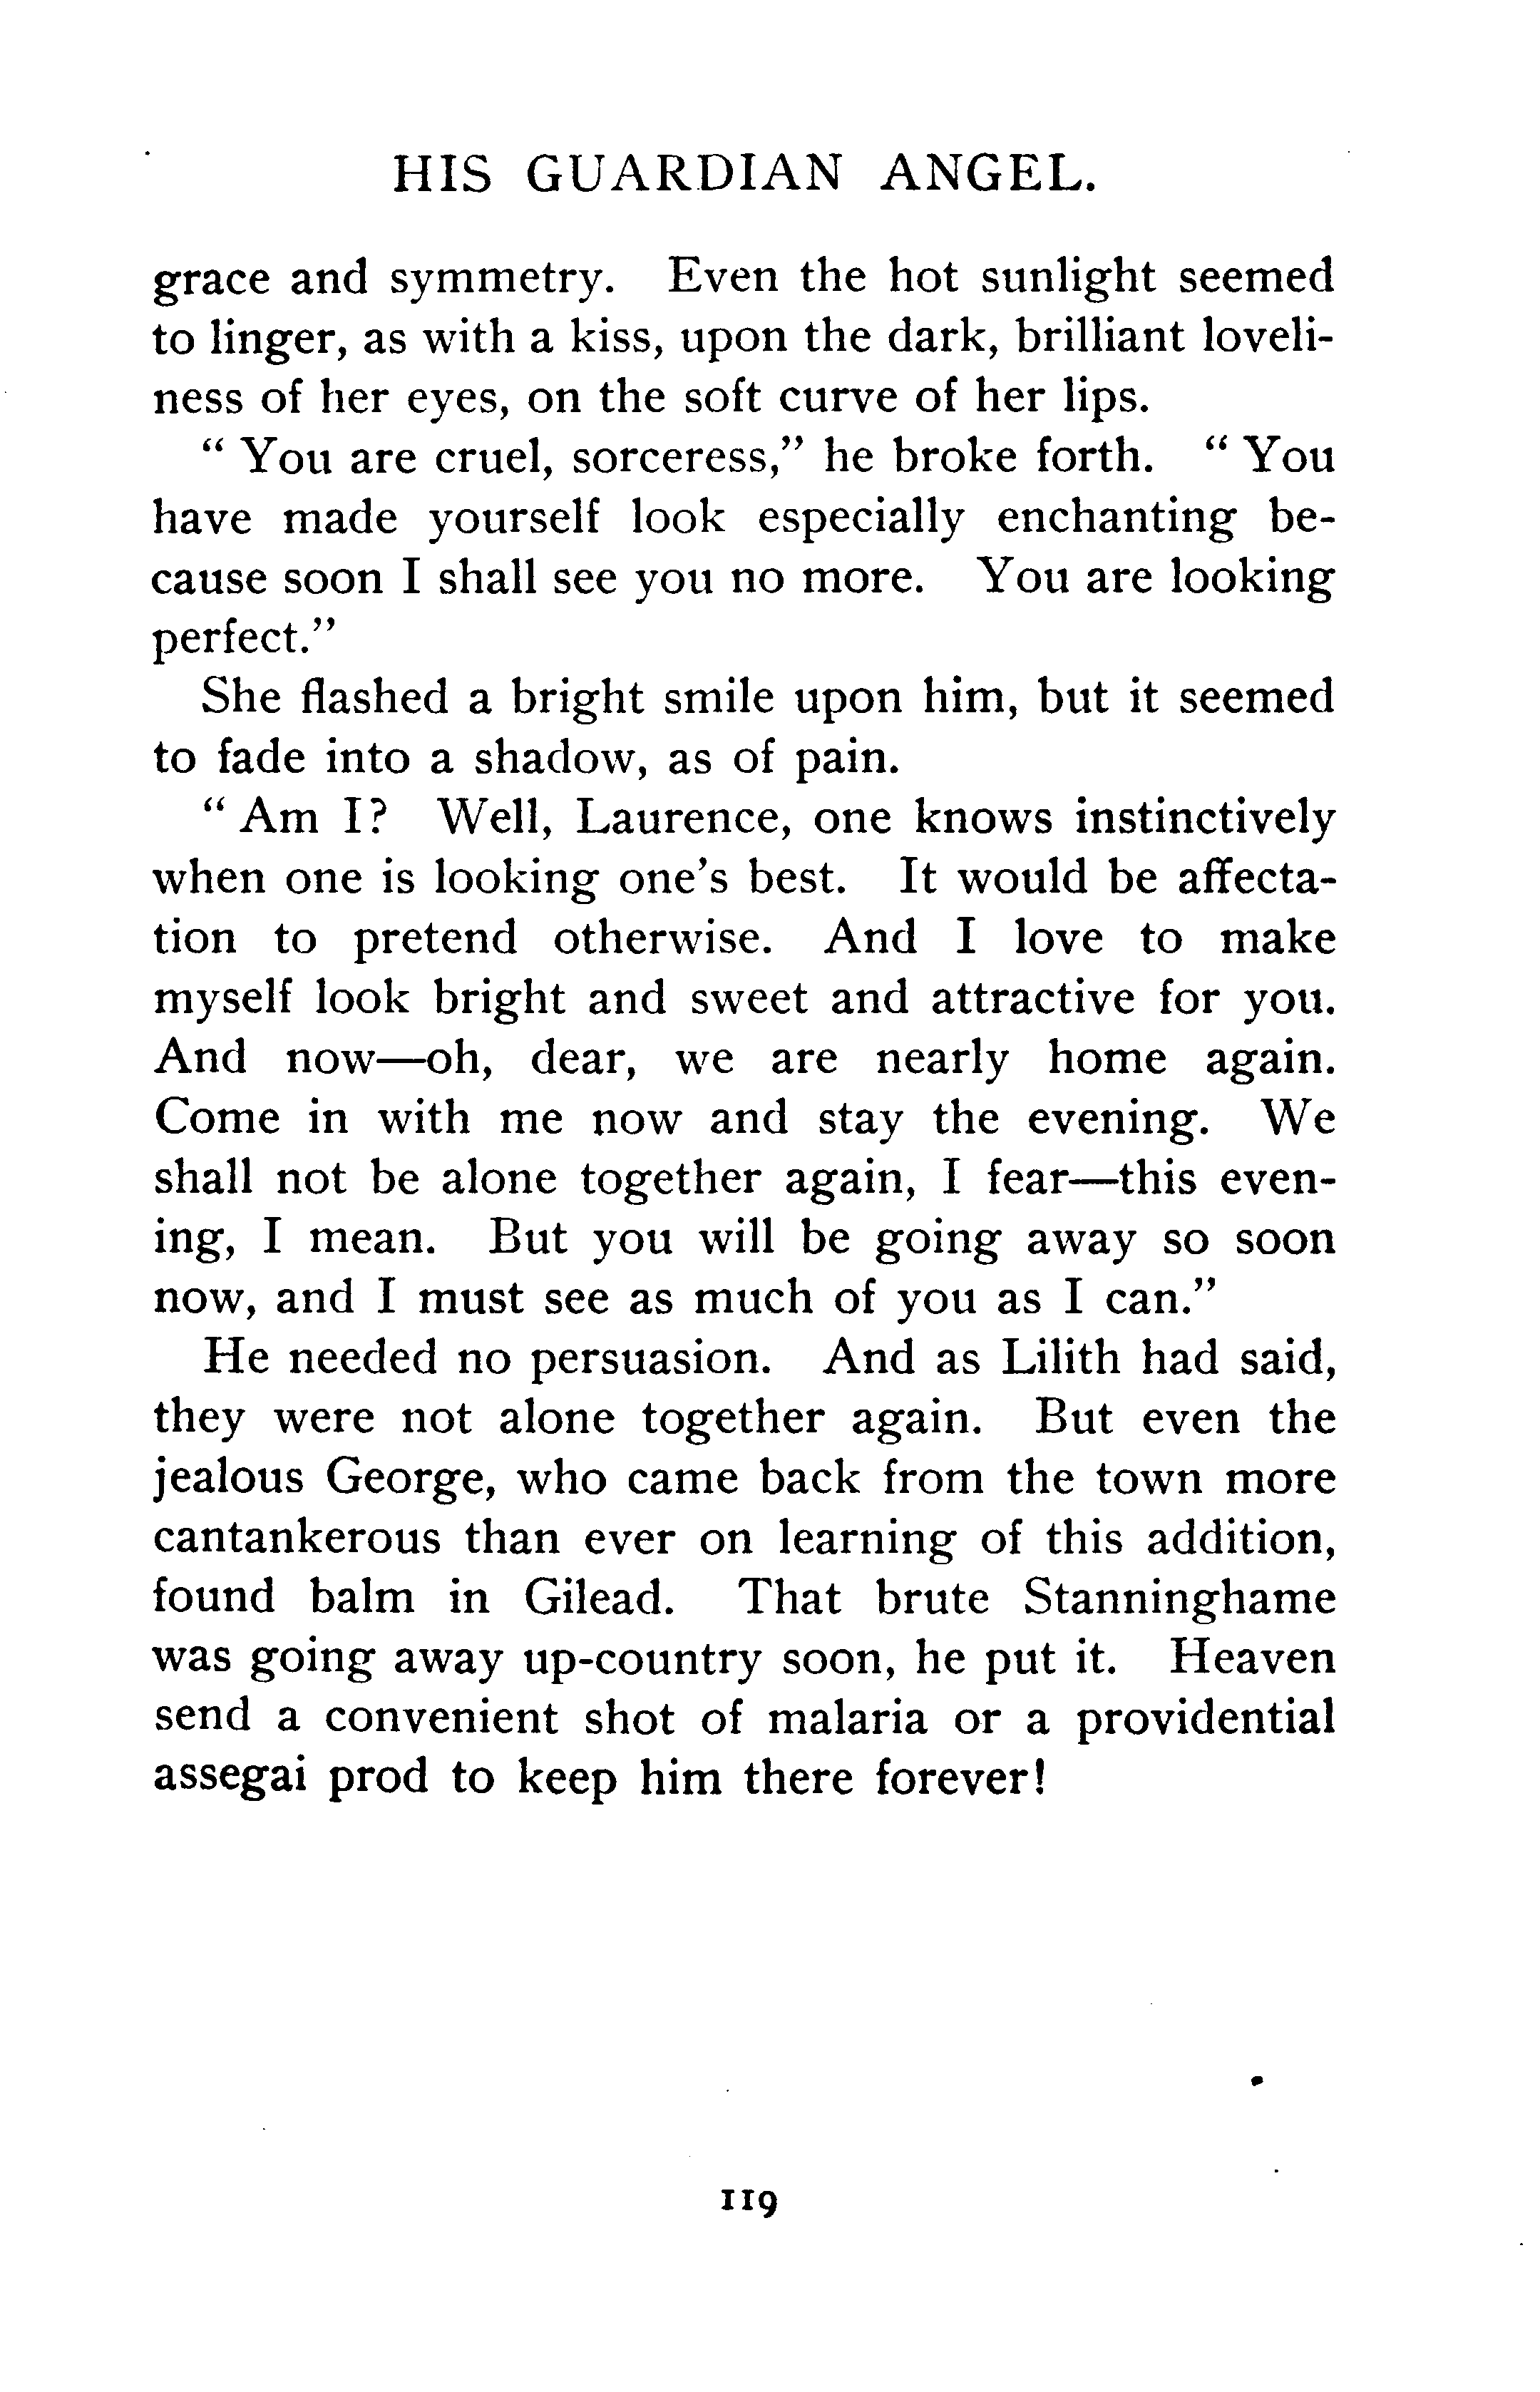 HIS GUARDIAN ANGEL.
grace and symmetry. Even the hot sunlight seemed
to linger, as with a kiss, upon the dark, brilliant loveli-
ness of her eyes, on the soft curve of her lips.
“ You are cruel, sorceress,” he broke forth. “ You
have made yourself look especially enchanting be-
cause soon I shall see you no more. You are looking
perfect.”
She flashed a bright smile upon him, but it seemed
to fade into a shadow, as of pain.
“ Am I? Well, Laurence, one knows instinctively
when one is looking one’s best. It would be affecta-
tion to pretend otherwise. And I love to make
myself look bright and sweet and attractive for you.
And now—oh, dear, we are nearly home again.
Come in with me now and stay the evening. We
shall not be alone together again, I fear—this even-
ing, I mean. But you will be going away so soon
now, and I must see as much of you as I can.”
He needed no persuasion. And as Lilith had said,
they were not alone together again. But even the
jealous George, who came back from the town more
cantankerous than ever on learning of this addition,
found balm in Gilead. That brute Stanninghame
was going away up-country soon, he put it. Heaven
send a convenient shot of malaria or a providential
assegai prod to keep him there forever!
119